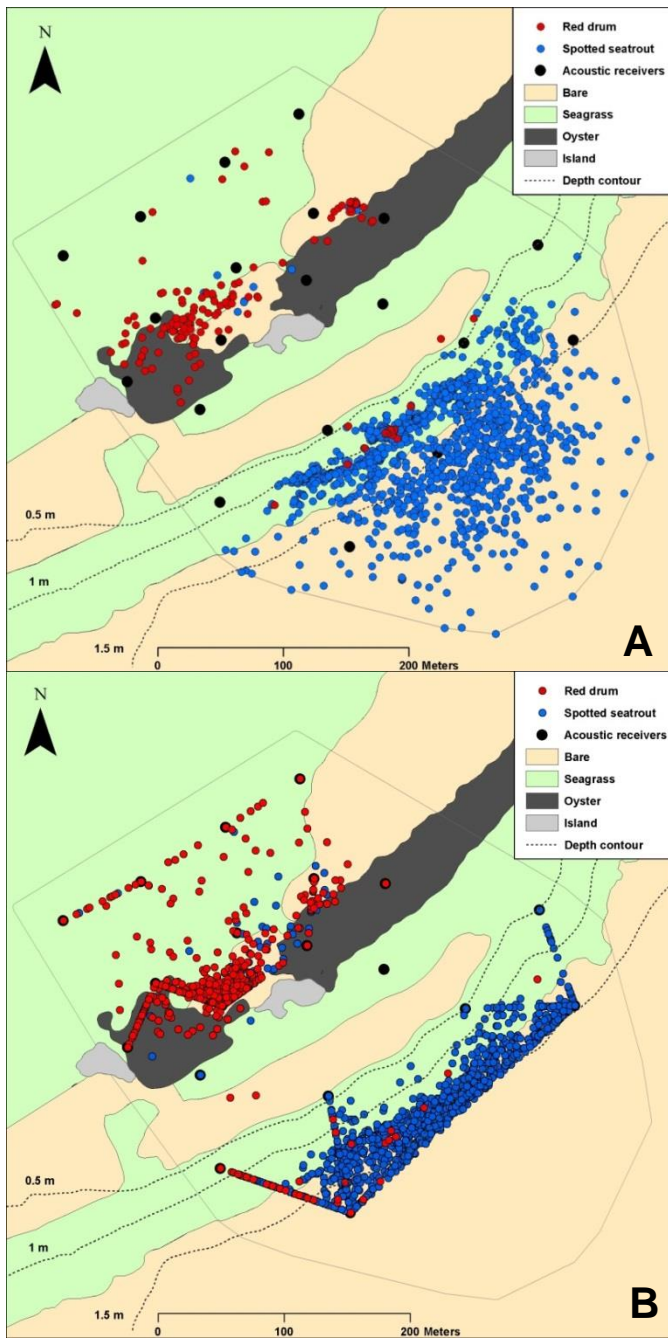 N
Red drum
Spotted seatrout
Acoustic receivers
Bare
Seagrass
Oyster
Island
Depth contour
0.5 m
1 m
1.5 m
0 100 200 Meters
A
N
Red drum
Spotted seatrout
Acoustic receivers
Bare
Seagrass
Oyster
Island
Depth contour
0.5 m
1 m
1.5 m
0 100 200 Meters
B